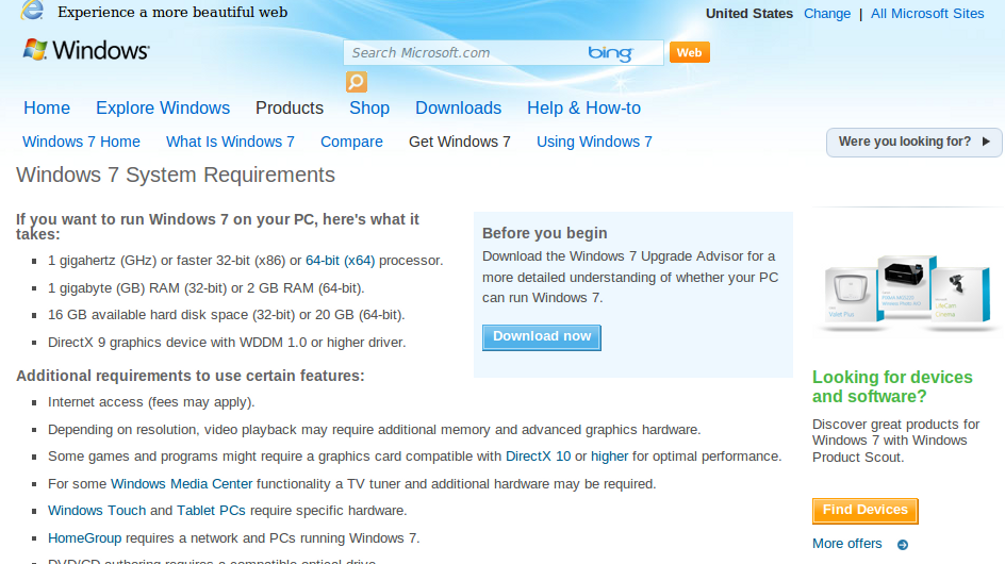 Experience a more beautiful web
United States Change | All Microsoft Sites
Windows
Search Microsoft.com bing Web
Home Explore Windows Products Shop Downloads Help & How-to
Windows 7 Home What Is Windows 7 Compare Get Windows 7 Using Windows 7
Were you looking for?
Windows 7 System Requirements
If you want to run Windows 7 on your PC, here's what it
takes:
1 gigahertz (GHz) or faster 32-bit (x86) or 64-bit (x64) processor.
1 gigabyte (GB) RAM (32-bit) or 2 GB RAM (64-bit).
16 GB available hard disk space (32-bit) or 20 GB (64-bit).
DirectX 9 graphics device with WDDM 1.0 or higher driver.
Before you begin
Download the Windows 7 Upgrade Advisor for a
more detailed understanding of whether your PC
can run Windows 7.
Download now
Additional requirements to use certain features:
Internet access (fees may apply).
Depending on resolution, video playback may require additional memory and advanced graphics hardware.
Some games and programs might require a graphics card compatible with DirectX 10 or higher for optimal performance.
For some Windows Media Center functionality a TV tuner and additional hardware may be required.
Windows Touch and Tablet PCs require specific hardware.
HomeGroup requires a network and PCs running Windows 7.
DVD/CD authoring requires a compatible optical drive.
Valet Plus
Cinema
Looking for devices
and software?
Discover great products for
Windows 7 with Windows
Product Scout.
Find Devices
More offers